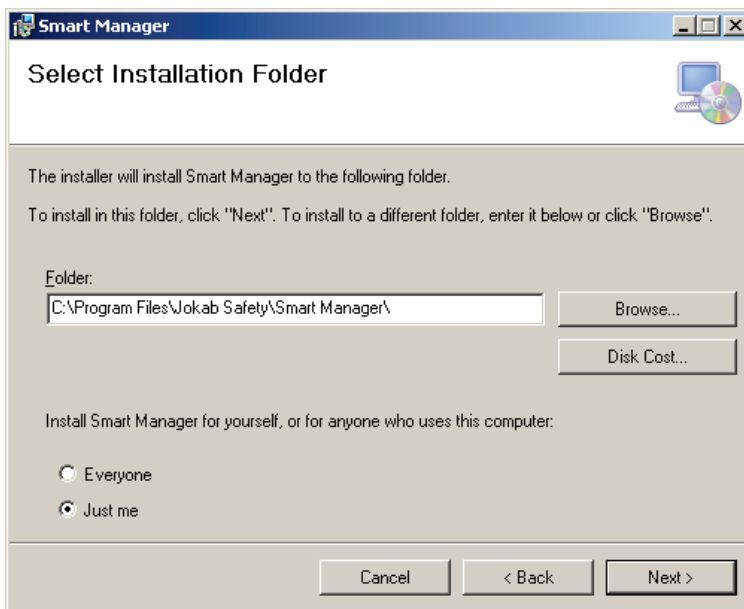 Smart Manager
Select Installation Folder
The installer will install Smart Manager to the following folder.
To install in this folder, click "Next". To install to a different folder, enter it below or click "Browse".
Folder:
C:\Program Files\Jokab Safety\Smart Manager\
Browse...
Disk Cost...
Install Smart Manager for yourself, or for anyone who uses this computer:
Everyone
Just me
Cancel
< Back
Next >